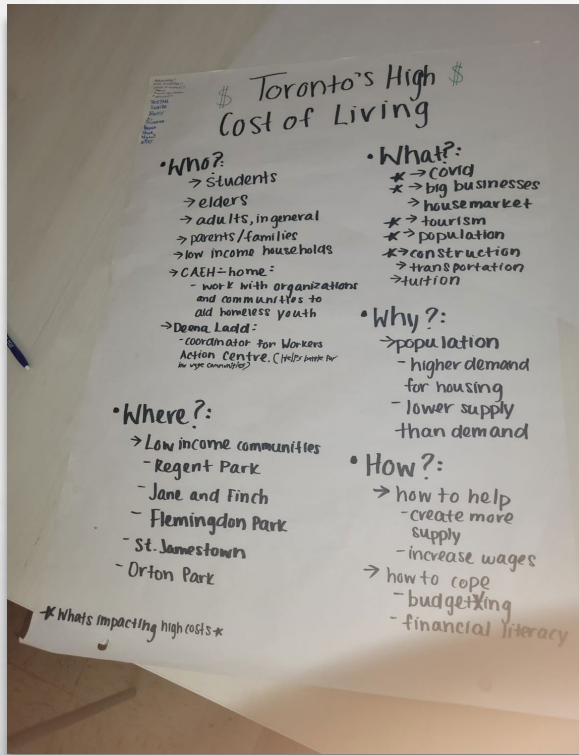 $ Toronto's High $
Cost of Living
• Who?:
→ students
→ elders
→ adults, in general
→ parents/families
→ low income households
→ CAEH-home:
- work with organizations
and communities to
aid homeless youth
→ Deena Ladd:
- coordinator for Workers
Action Centre. (Helps battle for
low wage communities)
• Where?:
→ Low income communities
- Regent Park
- Jane and Finch
- Flemingdon Park
- St. Jamestown
- Orton Park
* Whats impacting high costs *
• What?:
* → covid
* → big businesses
→ housemarket
* → tourism
* → population
* → construction
→ transportation
→ tuition
• Why?:
→ population
- higher demand
for housing
- lower supply
than demand
• How?:
→ how to help
- create more
supply
- increase wages
→ how to cope
- budgeting
- financial literacy